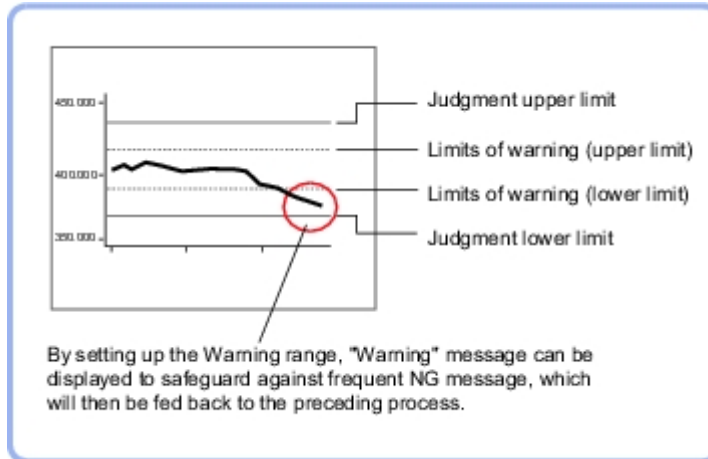 450.000
Judgment upper limit
Limits of warning (upper limit)
400.000
Limits of warning (lower limit)
Judgment lower limit
350.000
By setting up the Warning range, "Warning" message can be
displayed to safeguard against frequent NG message, which
will then be fed back to the preceding process.